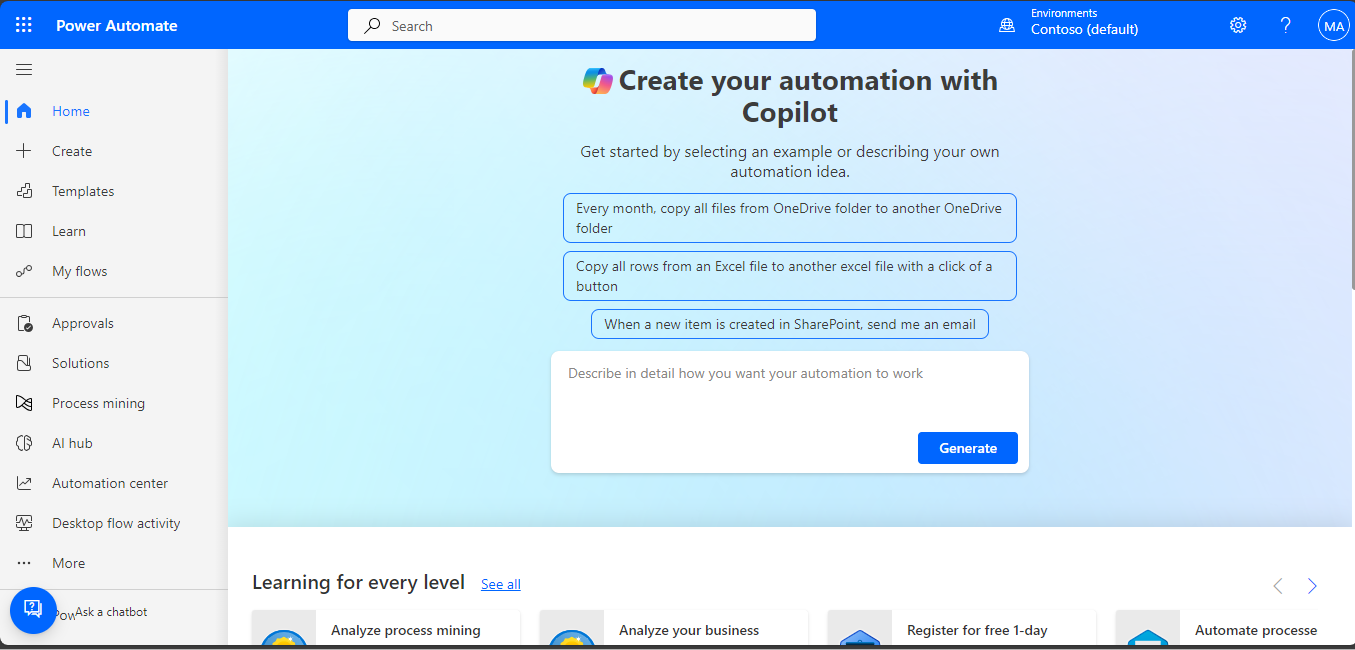 Power Automate
Search
Environments
Contoso (default)
?
MA
Home
Create
Templates
Learn
My flows
Approvals
Solutions
Process mining
AI hub
Automation center
Desktop flow activity
More
Ask a chatbot
Create your automation with
Copilot
Get started by selecting an example or describing your own
automation idea.
Every month, copy all files from OneDrive folder to another OneDrive
folder
Copy all rows from an Excel file to another excel file with a click of a
button
When a new item is created in SharePoint, send me an email
Describe in detail how you want your automation to work
Generate
Learning for every level
See all
Analyze process mining
Analyze your business
Register for free 1-day
Automate processe